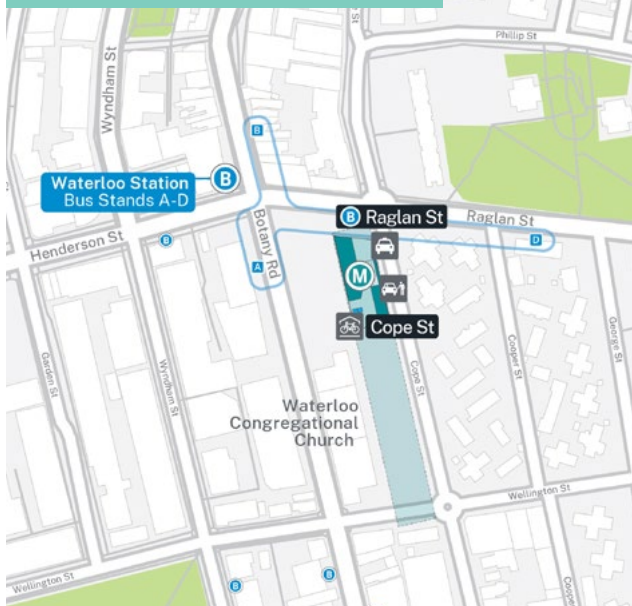 Wyndham St
Phillip St
B
Waterloo Station
Bus Stands A-D
B
B Raglan St
Raglan St
D
Henderson St
B
Botany Rd
A
M
Cope St
Garden St
Wyndham St
Cope St
Cooper St
George St
Waterloo
Congregational
Church
Wellington St
Wellington St
B
B